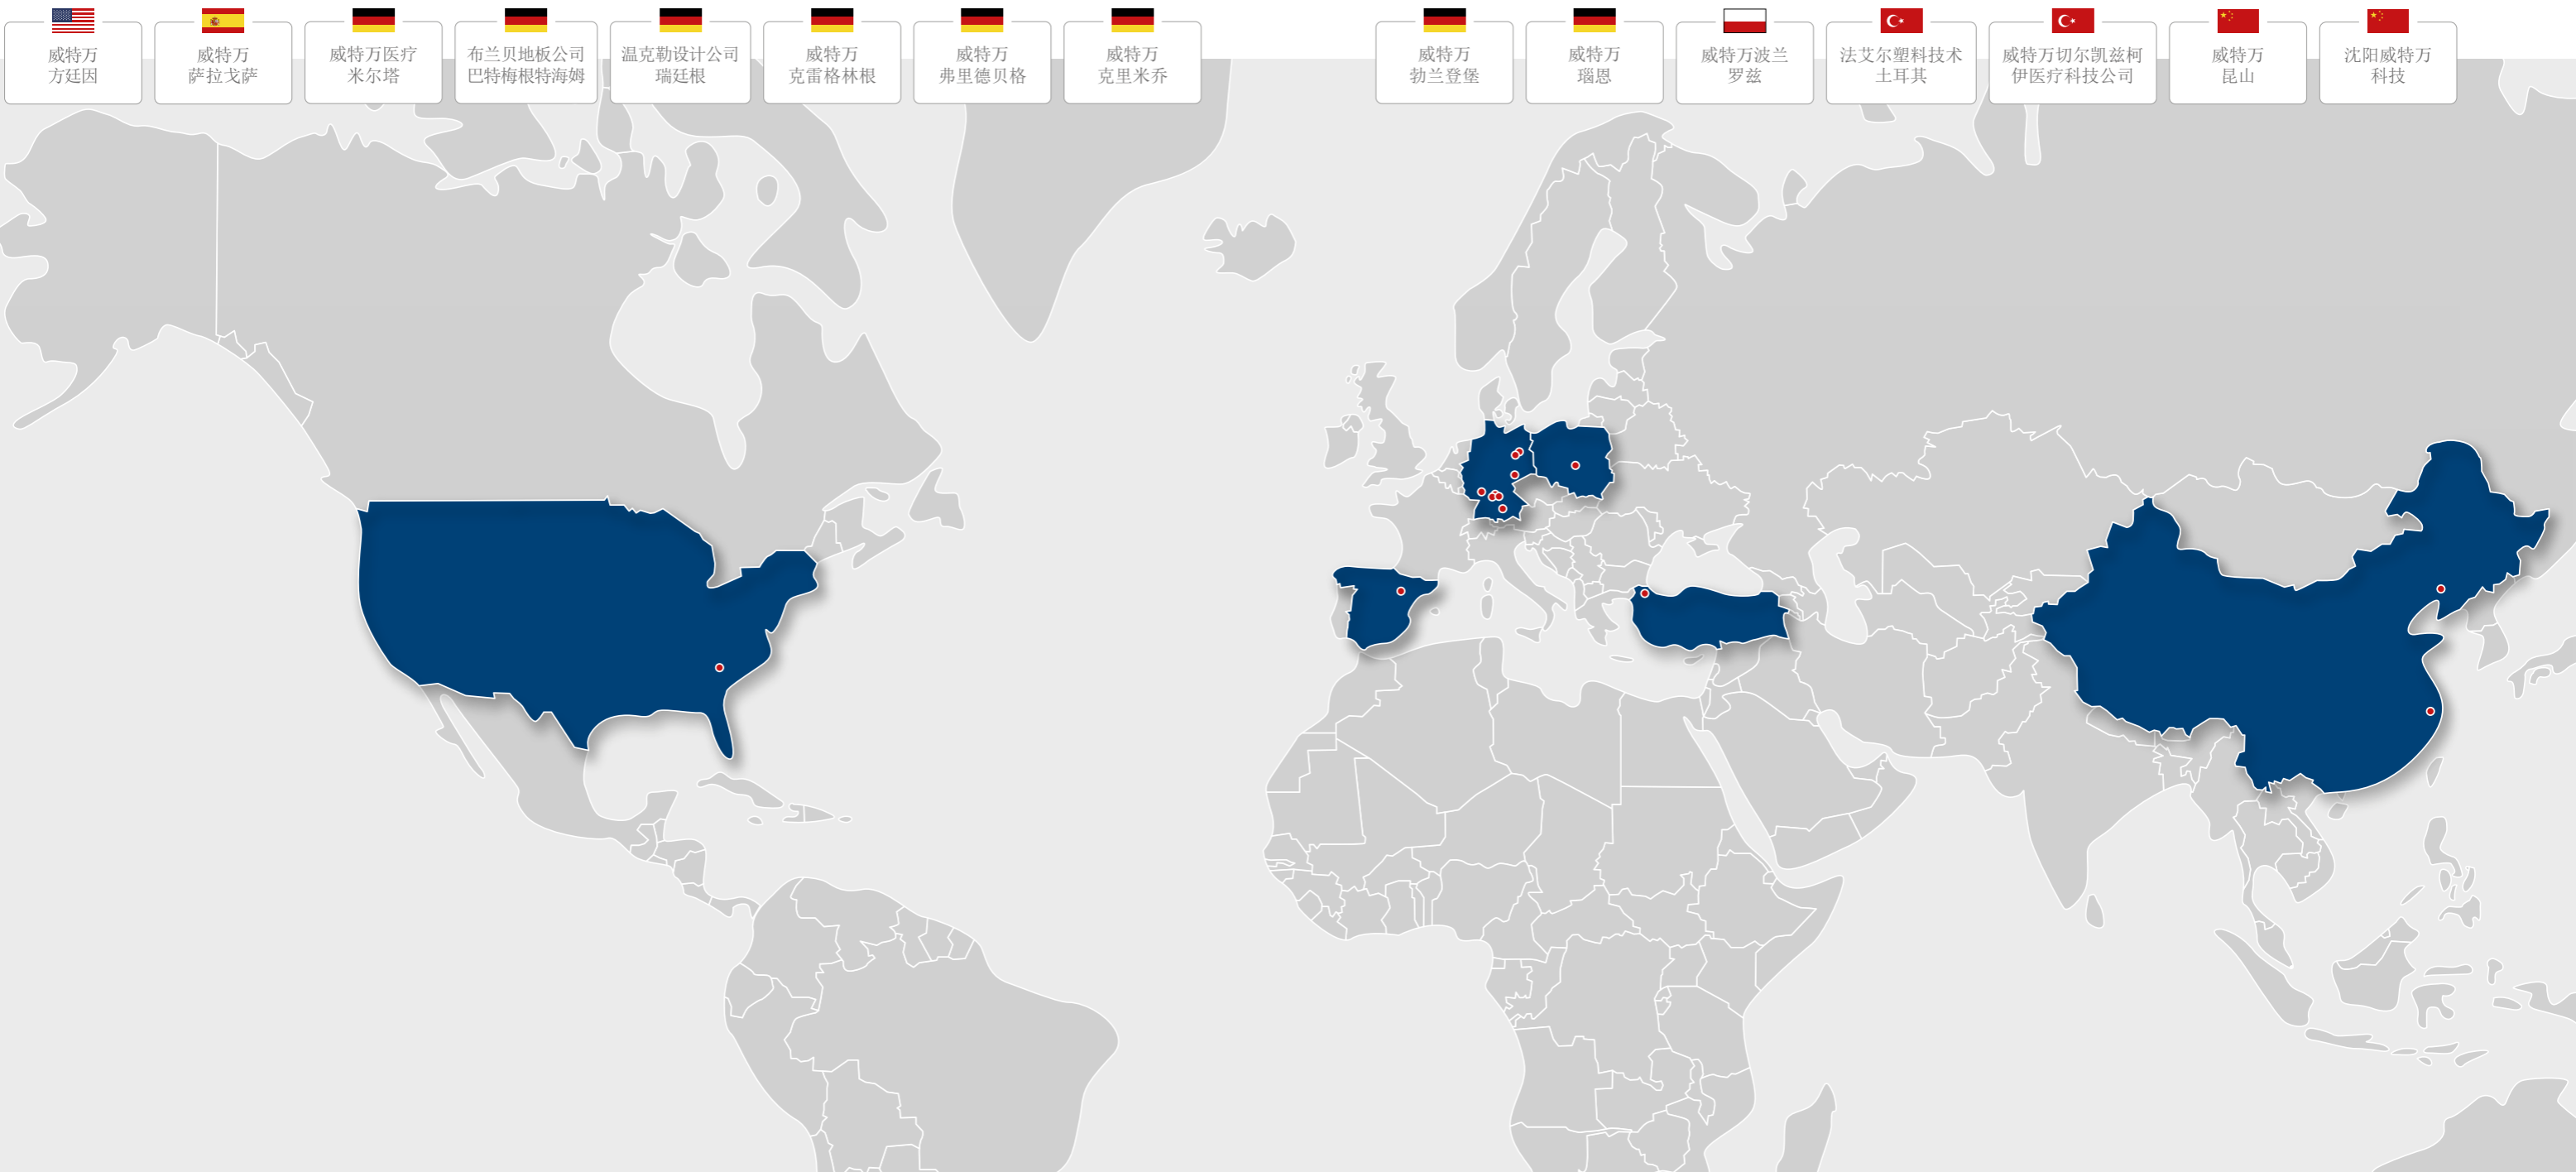 威特万
方廷因
威特万
萨拉戈萨
威特万医疗
米尔塔
布兰贝地板公司
巴特梅根特海姆
温克勒设计公司
瑞廷根
威特万
克雷格林根
威特万
弗里德贝格
威特万
克里米乔
威特万
勃兰登堡
威特万
瑙恩
威特万波兰
罗兹
法艾尔塑料技术
土耳其
威特万切尔凯兹柯
伊医疗科技公司
威特万
昆山
沈阳威特万
科技